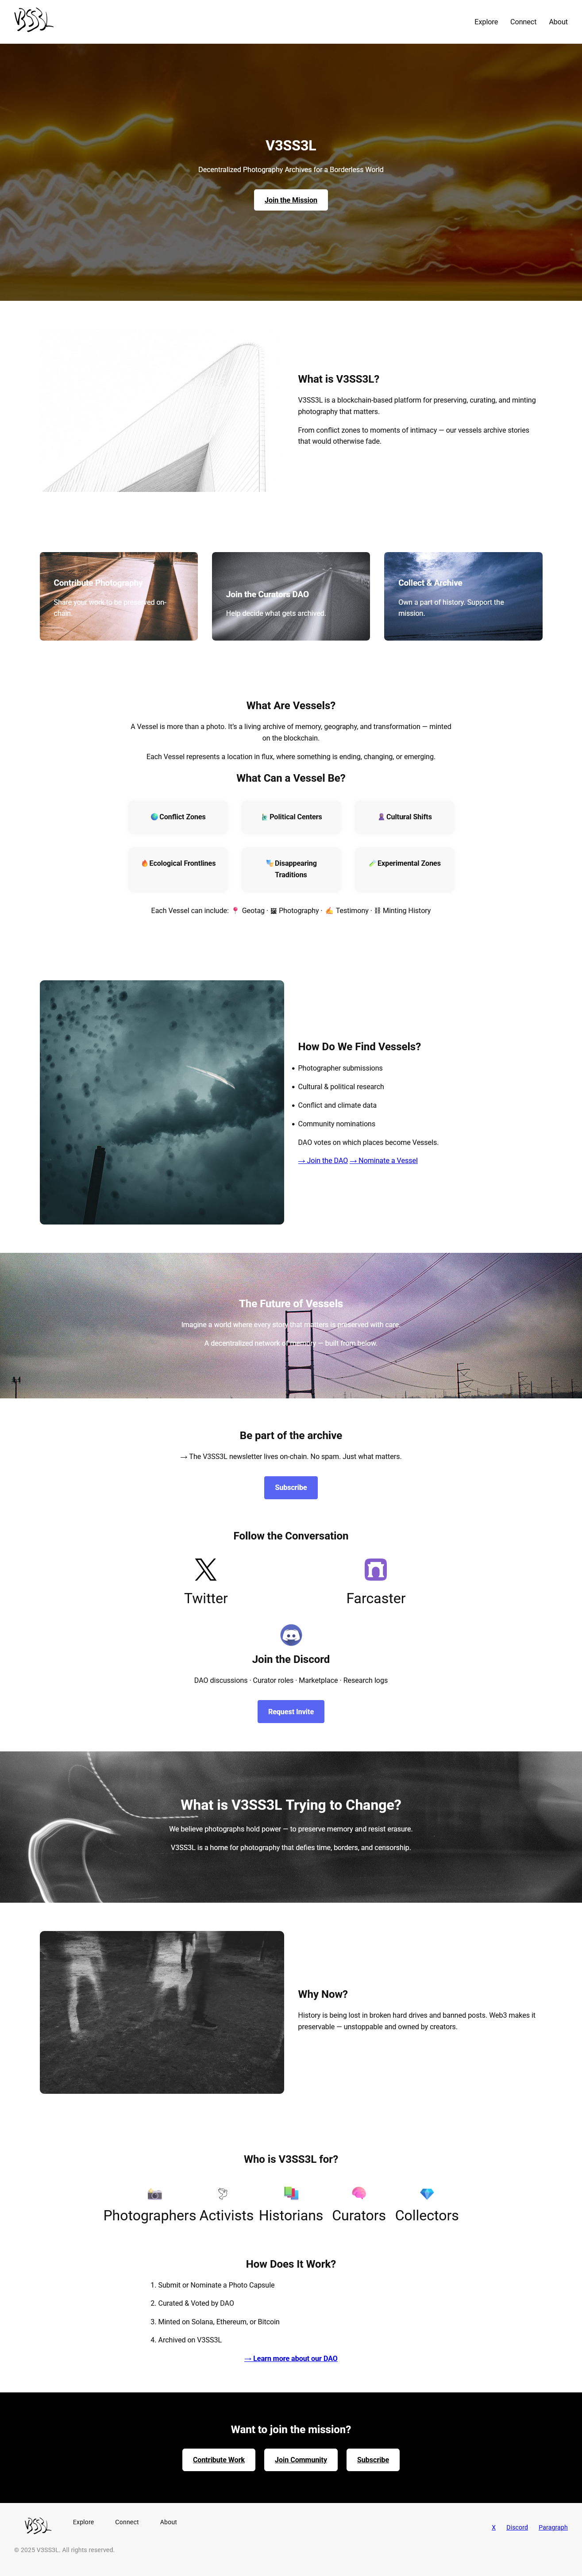 V3SS3L
Explore
Connect
About
V3SS3L
Decentralized Photography Archives for a Borderless World
Join the Mission
What is V3SS3L?
V3SS3L is a blockchain-based platform for preserving, curating, and minting
photography that matters.
From conflict zones to moments of intimacy — our vessels archive stories
that would otherwise fade.
Contribute Photography
Share your work to be preserved on-
chain.
Join the Curators DAO
Help decide what gets archived.
Collect & Archive
Own a part of history. Support the
mission.
What Are Vessels?
A Vessel is more than a photo. It's a living archive of memory, geography, and transformation — minted
on the blockchain.
Each Vessel represents a location in flux, where something is ending, changing, or emerging.
What Can a Vessel Be?
🌍 Conflict Zones
🗽 Political Centers
🧕 Cultural Shifts
🔥 Ecological Frontlines
🎭 Disappearing
Traditions
🧪 Experimental Zones
Each Vessel can include: 📍 Geotag · 🖼 Photography · ✍️ Testimony · ⛓ Minting History
How Do We Find Vessels?
• Photographer submissions
• Cultural & political research
• Conflict and climate data
• Community nominations
DAO votes on which places become Vessels.
→ Join the DAO → Nominate a Vessel
The Future of Vessels
Imagine a world where every story that matters is preserved with care.
A decentralized network of memory — built from below.
Be part of the archive
→ The V3SS3L newsletter lives on-chain. No spam. Just what matters.
Subscribe
Follow the Conversation
Twitter
Farcaster
Join the Discord
DAO discussions · Curator roles · Marketplace · Research logs
Request Invite
What is V3SS3L Trying to Change?
We believe photographs hold power — to preserve memory and resist erasure.
V3SS3L is a home for photography that defies time, borders, and censorship.
Why Now?
History is being lost in broken hard drives and banned posts. Web3 makes it
preservable — unstoppable and owned by creators.
Who is V3SS3L for?
Photographers
Activists
Historians
Curators
Collectors
How Does It Work?
1. Submit or Nominate a Photo Capsule
2. Curated & Voted by DAO
3. Minted on Solana, Ethereum, or Bitcoin
4. Archived on V3SS3L
→ Learn more about our DAO
Want to join the mission?
Contribute Work
Join Community
Subscribe
V3SS3L
Explore
Connect
About
X
Discord
Paragraph
© 2025 V3SS3L. All rights reserved.